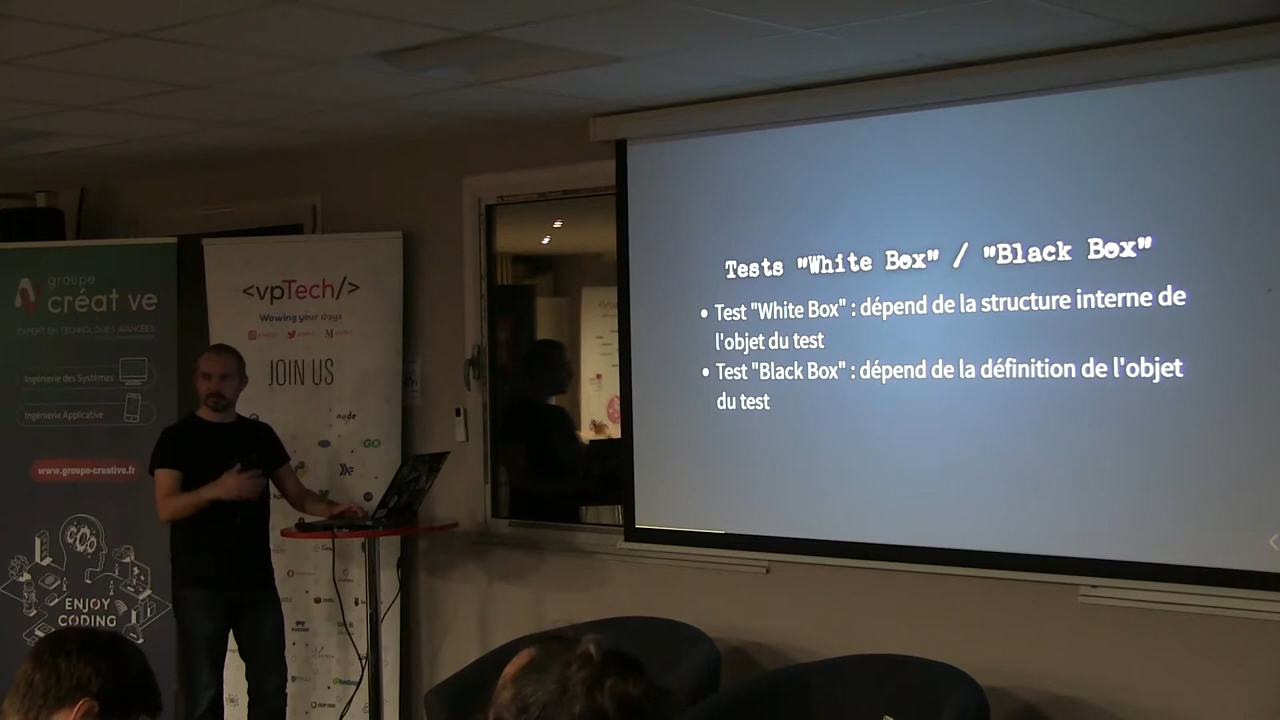 groupe
créat ve
EXPERT EN TECHNOLOGIES AVANCÉES
Ingénierie des Systèmes
Ingénierie Applicative
www.groupe-creative.fr
ENJOY
CODING
<vpTech/>
Wowing your days
JOIN US
node
GO
Tests "White Box" / "Black Box"
• Test "White Box" : dépend de la structure interne de
l'objet du test
• Test "Black Box" : dépend de la définition de l'objet
du test